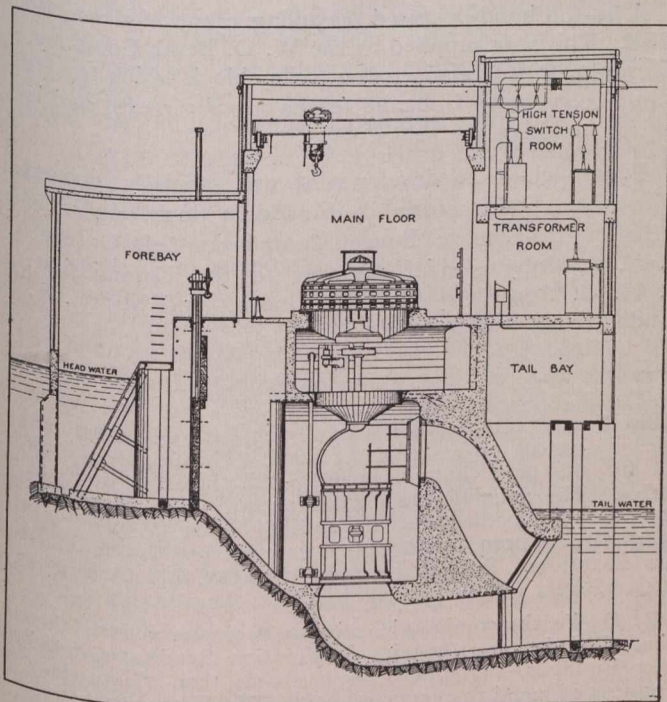 HIGH TENSION
SWITCH
ROOM
MAIN FLOOR
TRANSFORMER
ROOM
FOREBAY
HEAD WATER
TAIL BAY
TAIL WATER